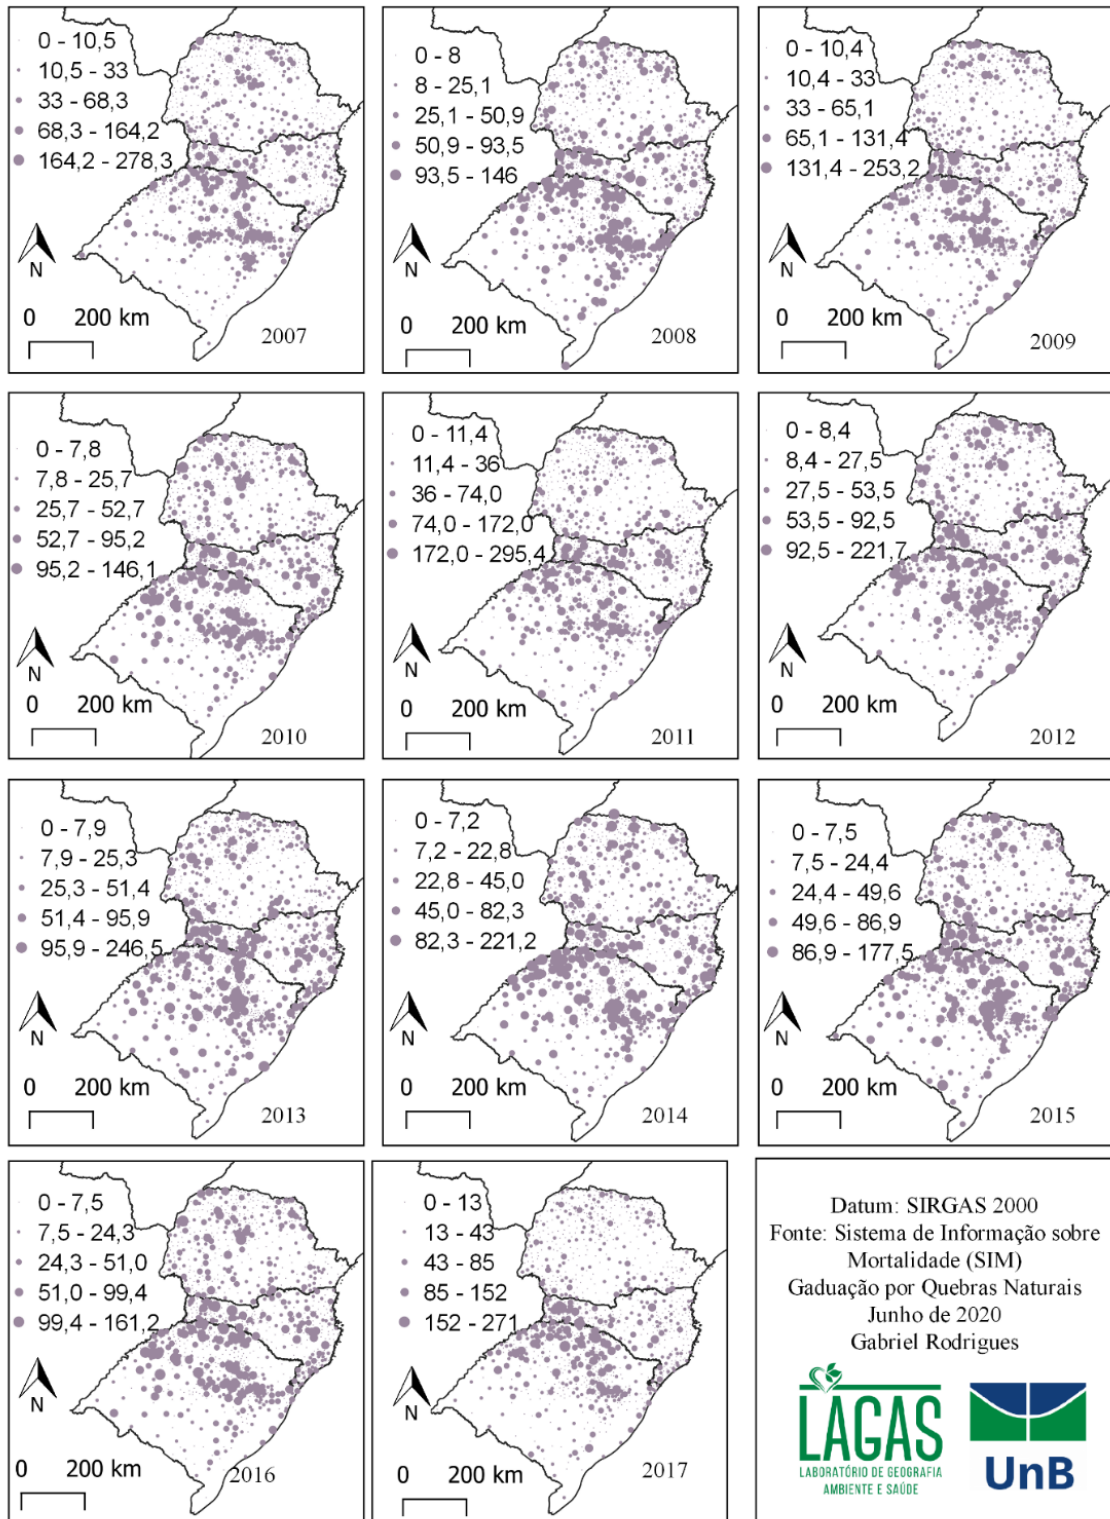 0 - 10,5
10,5 - 33
33 - 68,3
68,3 - 164,2
164,2 - 278,3
N
0 200 km
2007
0 - 8
8 - 25,1
25,1 - 50,9
50,9 - 93,5
93,5 - 146
N
0 200 km
2008
0 - 10,4
10,4 - 33
33 - 65,1
65,1 - 131,4
131,4 - 253,2
N
0 200 km
2009
0 - 7,8
7,8 - 25,7
25,7 - 52,7
52,7 - 95,2
95,2 - 146,1
N
0 200 km
2010
0 - 11,4
11,4 - 36
36 - 74,0
74,0 - 172,0
172,0 - 295,4
N
0 200 km
2011
0 - 8,4
8,4 - 27,5
27,5 - 53,5
53,5 - 92,5
92,5 - 221,7
N
0 200 km
2012
0 - 7,9
7,9 - 25,3
25,3 - 51,4
51,4 - 95,9
95,9 - 246,5
N
0 200 km
2013
0 - 7,2
7,2 - 22,8
22,8 - 45,0
45,0 - 82,3
82,3 - 221,2
N
0 200 km
2014
0 - 7,5
7,5 - 24,4
24,4 - 49,6
49,6 - 86,9
86,9 - 177,5
N
0 200 km
2015
0 - 7,5
7,5 - 24,3
24,3 - 51,0
51,0 - 99,4
99,4 - 161,2
N
0 200 km
2016
0 - 13
13 - 43
43 - 85
85 - 152
152 - 271
N
0 200 km
2017
Datum: SIRGAS 2000
Fonte: Sistema de Informação sobre
Mortalidade (SIM)
Gaduação por Quebras Naturais
Junho de 2020
Gabriel Rodrigues
LAGAS
LABORATÓRIO DE GEOGRAFIA
AMBIENTE E SAÚDE
UnB